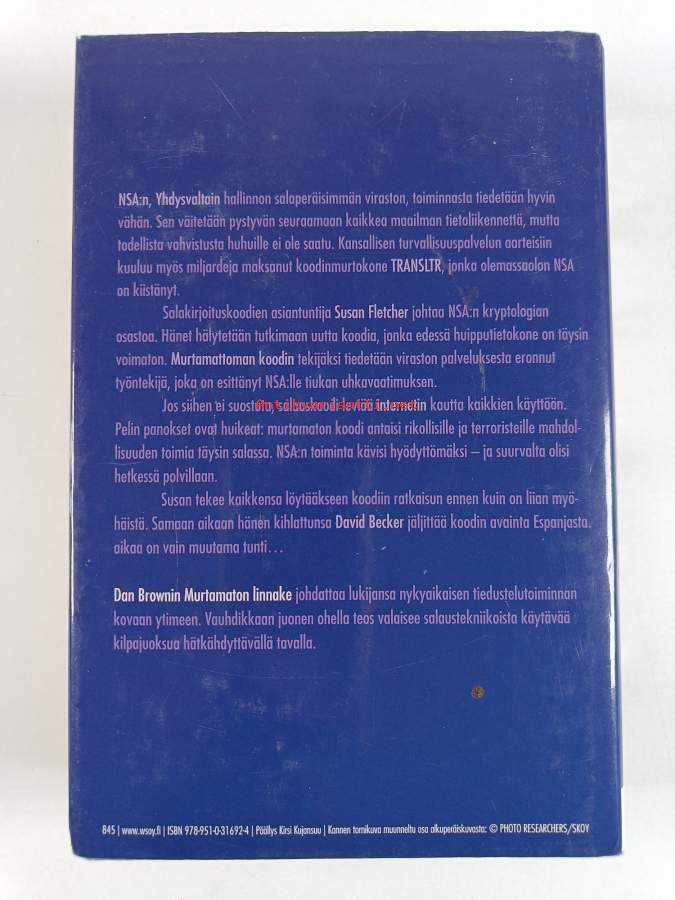 NSA:n, Yhdysvaltain hallinnon salaperäisimmän viraston, toiminnasta tiedetään hyvin
vähän. Sen väitetään pystyvän seuraamaan kaikkea maailman tietoliikennettä, mutta
todellista vahvistusta huhuille ei ole saatu. Kansallisen turvallisuuspalvelun aarteisiin
kuuluu myös miljardeja maksanut koodinmurtokone TRANSLTR, jonka olemassaolon NSA
on kiistänyt.
Salakirjoituskoodien asiantuntija Susan Fletcher johtaa NSA:n kryptologian
osastoa. Hänet hälytetään tutkimaan uutta koodia, jonka edessä huipputietokone on täysin
voimaton. Murtamattoman koodin tekijäksi tiedetään viraston palveluksesta eronnut
työntekijä, joka on esittänyt NSA:lle tiukan uhkavaatimuksen.
Jos siihen ei suostuta, salauskoodi leviää internetin kautta kaikkien käyttöön.
Pelin panokset ovat huikeat: murtamaton koodi antaisi rikollisille ja terroristeille mahdol-
lisuuden toimia täysin salassa. NSA:n toiminta kävisi hyödyttömäksi – ja suurvalta olisi
hetkessä polvillaan.
Susan tekee kaikkensa löytääkseen koodiin ratkaisun ennen kuin on liian myö-
häistä. Samaan aikaan hänen kihlattunsa David Becker jäljittää koodin avainta Espanjasta.
aikaa on vain muutama tunti...
Dan Brownin Murtamaton linnake johdattaa lukijansa nykyaikaisen tiedustelutoiminnan
kovaan ytimeen. Vauhdikkaan juonen ohella teos valaisee salaustekniikoista käytävää
kilpajuoksua hätkähdyttävällä tavalla.
845 | www.wsoy.fi | ISBN 978-951-0-31692-4 | Päällys Kirsi Kujansuu | Kannen tornikuva muunneltu osa alkuperäiskuvasta: © PHOTO RESEARCHERS/SKOY